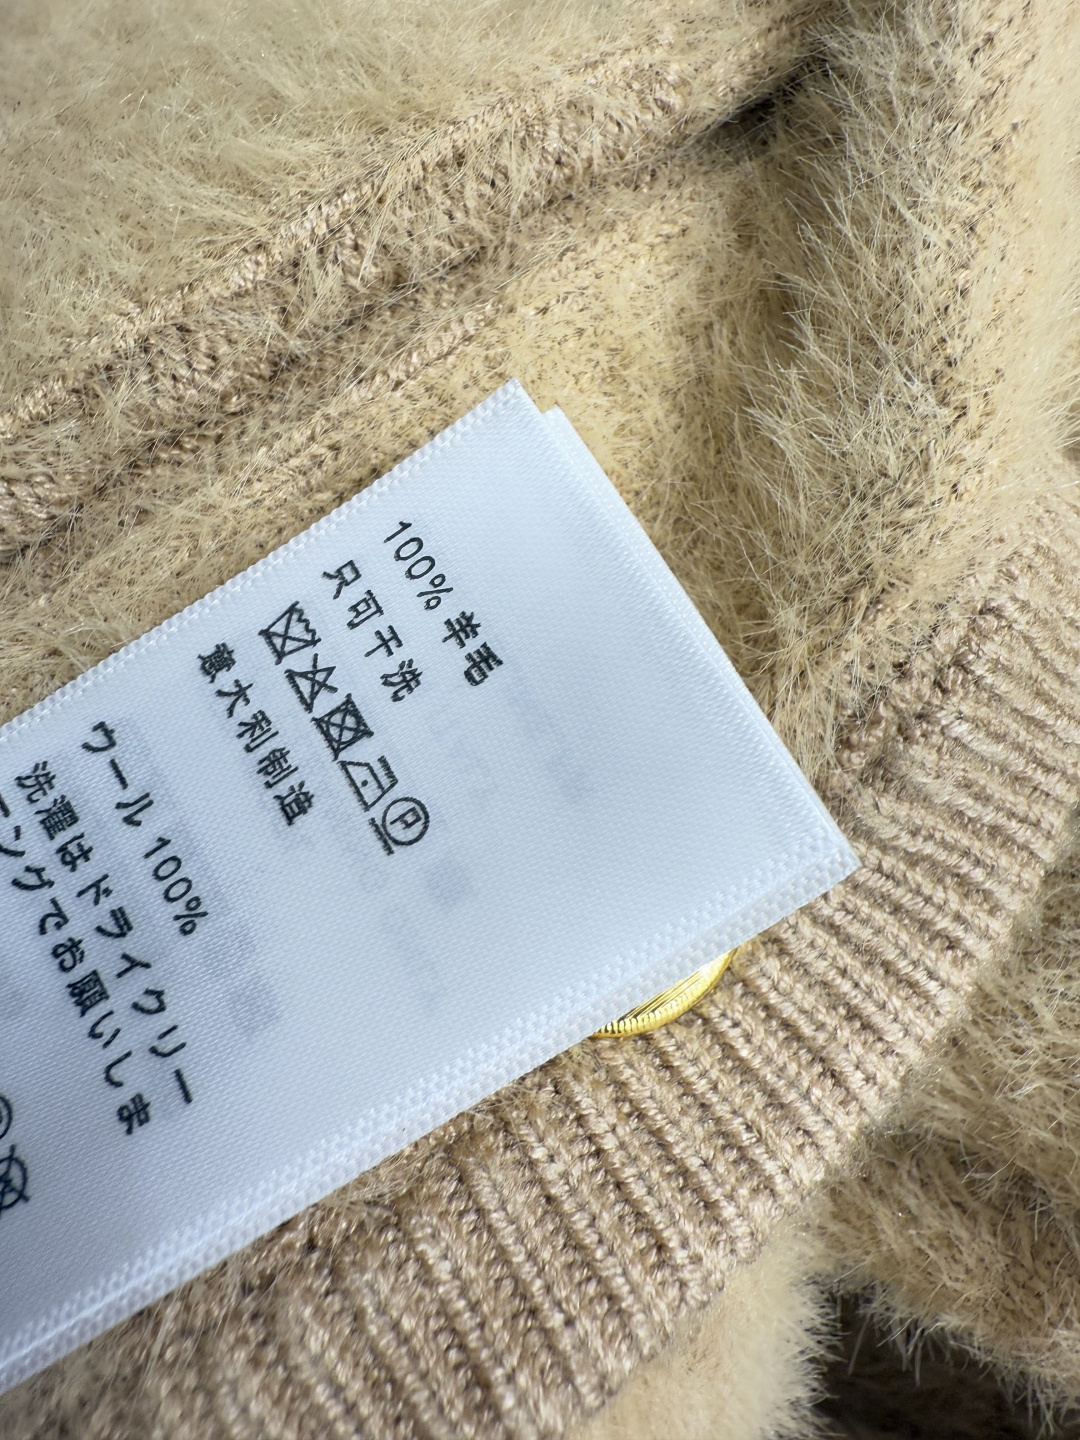 100% 羊毛
只可干洗
P
意大利制造
ウール 100%
洗濯はドライクリー
ニングでお願いしま